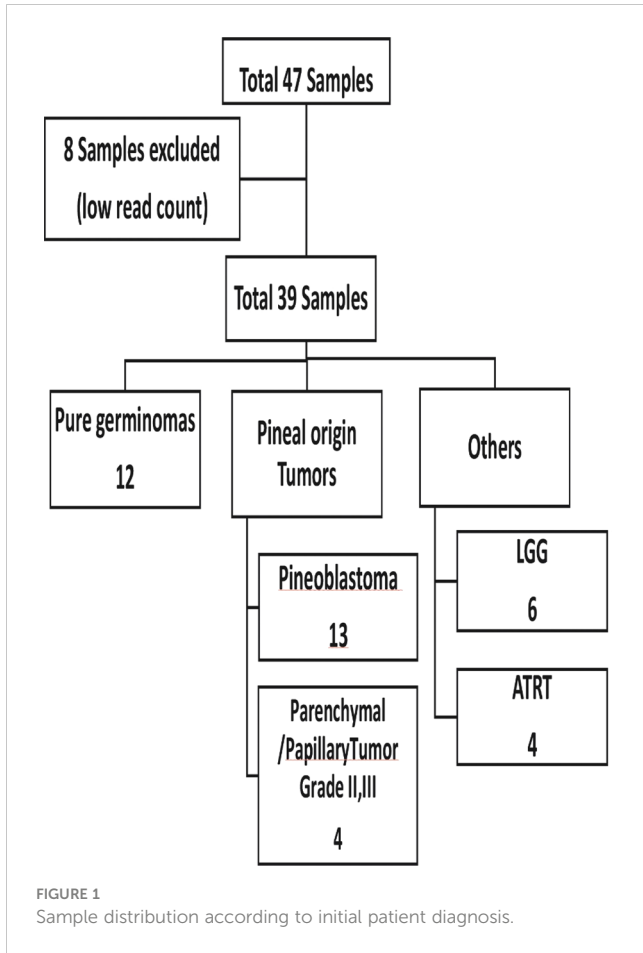 Total 47 Samples
8 Samples excluded
(low read count)
Total 39 Samples
Pure germinomas
12
Pineal origin
Tumors
Others
Pineoblastoma
13
Parenchymal
/PapillaryTumor
Grade II,III
4
LGG
6
ATRT
4
FIGURE 1
Sample distribution according to initial patient diagnosis.